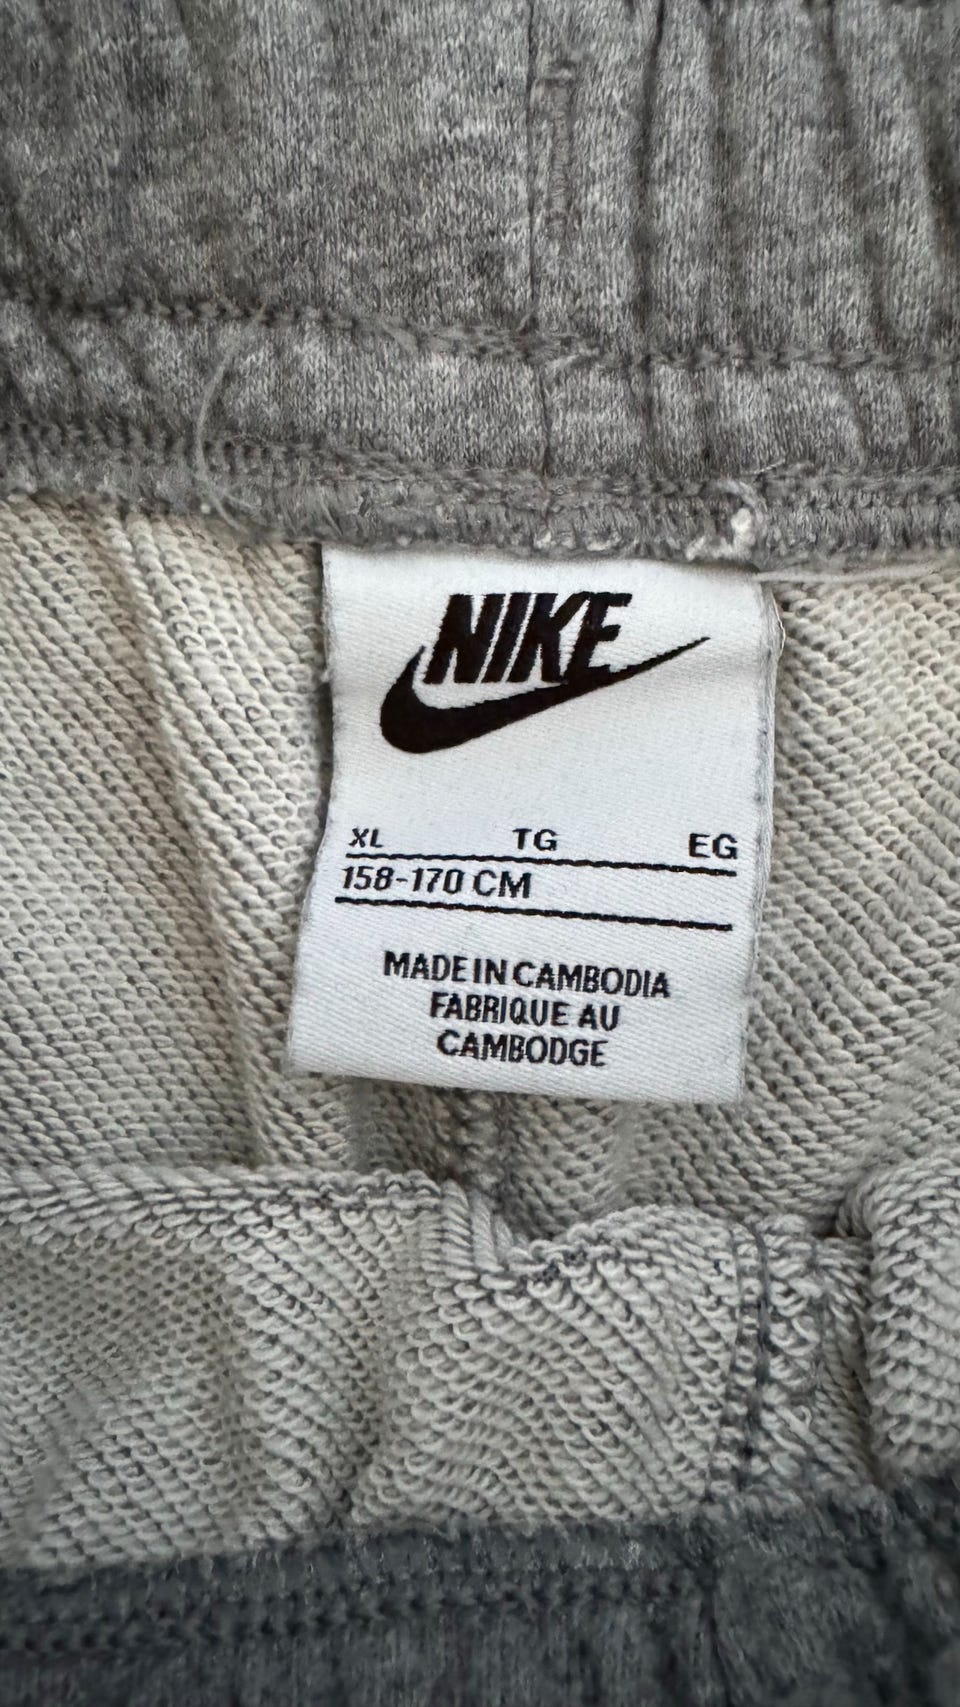 NIKE
XL TG EG
158-170 CM
MADE IN CAMBODIA
FABRIQUE AU
CAMBODGE